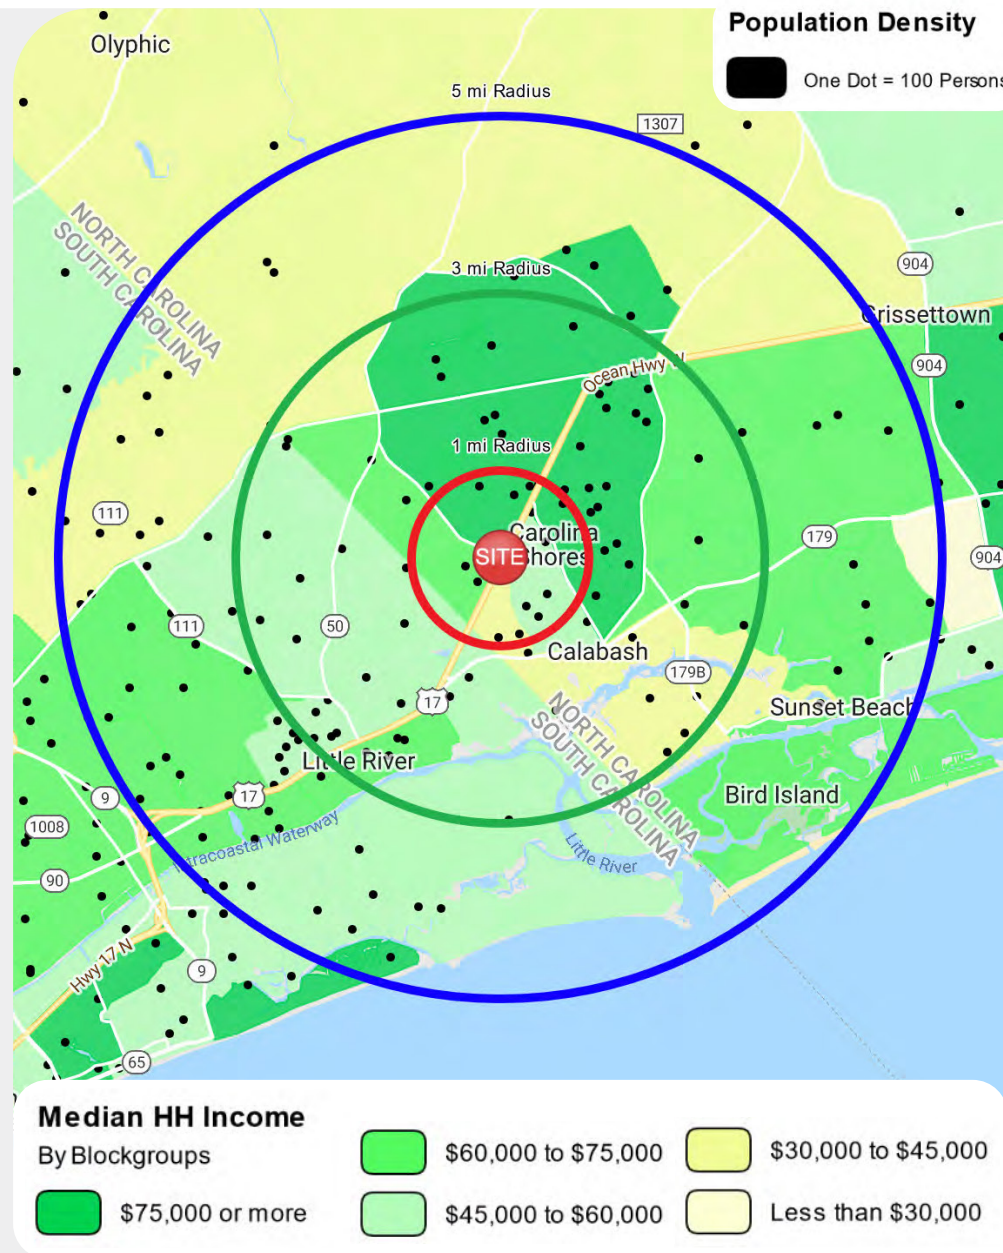 Population Density
One Dot = 100 Persons
Olyphic
5 mi Radius
1307
NORTH CAROLINA
SOUTH CAROLINA
3 mi Radius
904
Grissettown
904
Ocean Hwy W
1 mi Radius
111
Carolina
Shores
SITE
179
904
111
50
Calabash
179B
17
NORTH CAROLINA
SOUTH CAROLINA
Sunset Beach
Little River
9
17
Bird Island
1008
Intracoastal Waterway
Little River
90
Hwy 17 N
9
65
Median HH Income
By Blockgroups
$75,000 or more
$60,000 to $75,000
$45,000 to $60,000
$30,000 to $45,000
Less than $30,000